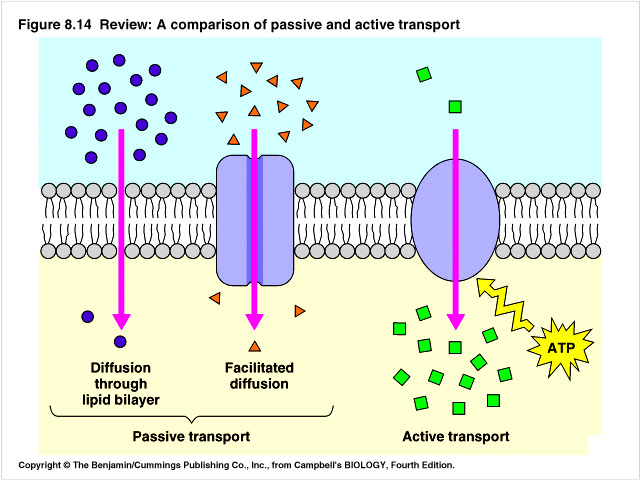 Figure 8.14 Review: A comparison of passive and active transport
ATP
Diffusion
through
lipid bilayer
Facilitated
diffusion
Passive transport
Active transport
Copyright © The Benjamin/Cummings Publishing Co., Inc., from Campbell's BIOLOGY, Fourth Edition.